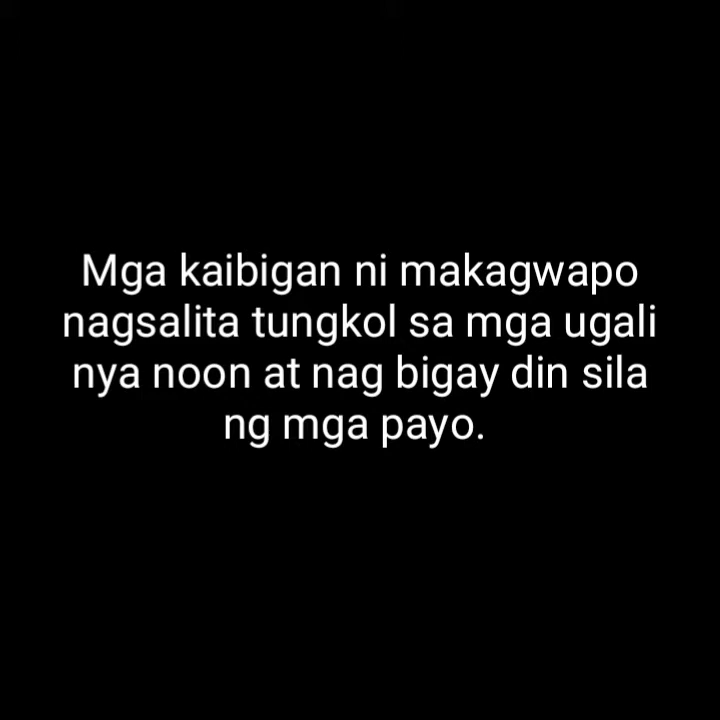 Mga kaibigan ni makagwapo
nagsalita tungkol sa mga ugali
nya noon at nag bigay din sila
ng mga payo.